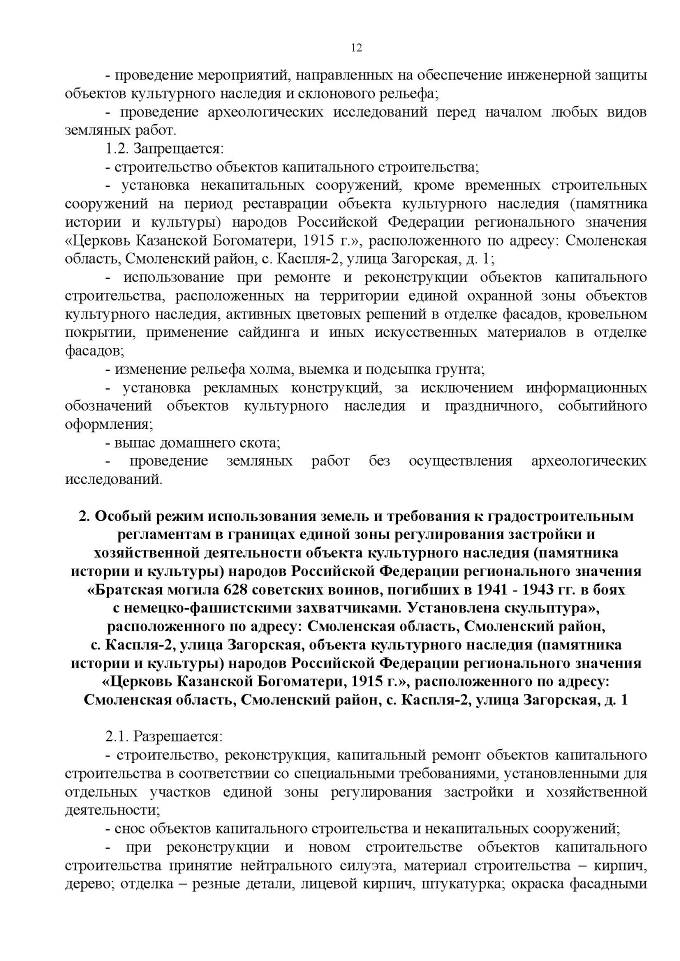 12
- проведение мероприятий, направленных на обеспечение инженерной защиты
объектов культурного наследия и склонового рельефа;
- проведение археологических исследований перед началом любых видов
земляных работ.
1.2. Запрещается:
- строительство объектов капитального строительства;
- установка некапитальных сооружений, кроме временных строительных
сооружений на период реставрации объекта культурного наследия (памятника
истории и культуры) народов Российской Федерации регионального значения
«Церковь Казанской Богоматери, 1915 г.», расположенного по адресу: Смоленская
область, Смоленский район, с. Каспля-2, улица Загорская, д. 1;
- использование при ремонте и реконструкции объектов капитального
строительства, расположенных на территории единой охранной зоны объектов
культурного наследия, активных цветовых решений в отделке фасадов, кровельном
покрытии, применение сайдинга и иных искусственных материалов в отделке
фасадов;
- изменение рельефа холма, выемка и подсыпка грунта;
- установка рекламных конструкций, за исключением информационных
обозначений объектов культурного наследия и праздничного, событийного
оформления;
- выпас домашнего скота;
- проведение земляных работ без осуществления археологических
исследований.
2. Особый режим использования земель и требования к градостроительным
регламентам в границах единой зоны регулирования застройки и
хозяйственной деятельности объекта культурного наследия (памятника
истории и культуры) народов Российской Федерации регионального значения
«Братская могила 628 советских воинов, погибших в 1941 - 1943 гг. в боях
с немецко-фашистскими захватчиками. Установлена скульптура»,
расположенного по адресу: Смоленская область, Смоленский район,
с. Каспля-2, улица Загорская, объекта культурного наследия (памятника
истории и культуры) народов Российской Федерации регионального значения
«Церковь Казанской Богоматери, 1915 г.», расположенного по адресу:
Смоленская область, Смоленский район, с. Каспля-2, улица Загорская, д. 1
2.1. Разрешается:
- строительство, реконструкция, капитальный ремонт объектов капитального
строительства в соответствии со специальными требованиями, установленными для
отдельных участков единой зоны регулирования застройки и хозяйственной
деятельности;
- снос объектов капитального строительства и некапитальных сооружений;
- при реконструкции и новом строительстве объектов капитального
строительства принятие нейтрального силуэта, материал строительства – кирпич,
дерево; отделка – резные детали, лицевой кирпич, штукатурка; окраска фасадными